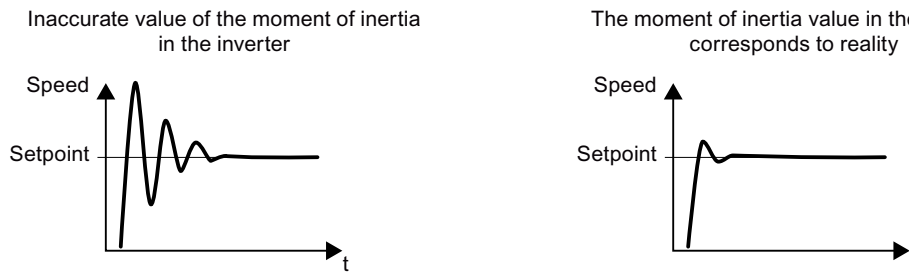 Inaccurate value of the moment of inertia
in the inverter
Speed
Setpoint
t
The moment of inertia value in the
corresponds to reality
Speed
Setpoint